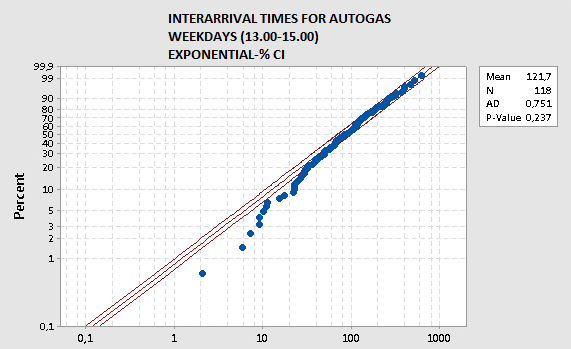 INTERARRIVAL TIMES FOR AUTOGAS
WEEKDAYS (13.00-15.00)
EXPONENTIAL-% CI
Percent
99,9
99
90
80
70
60
50
40
30
20
10
5
3
2
1
0,1
0,1
1
10
100
1000
Mean 121,7
N 118
AD 0,751
P-Value 0,237